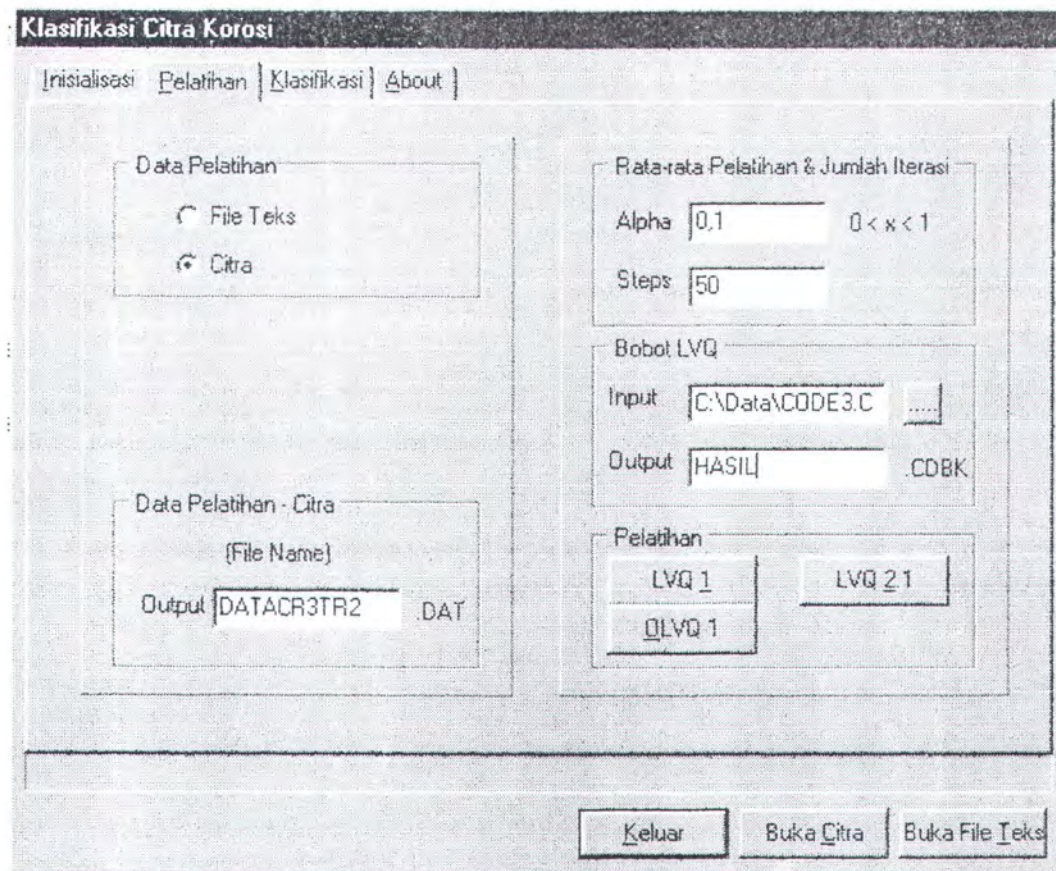 Klasifikasi Citra Korosi
Inisialisasi Pelatihan Klasifikasi About
Data Pelatihan
File Teks
Citra
Data Pelatihan - Citra
(File Name)
Output DATACR3TR2 .DAT
Rata-rata Pelatihan & Jumlah Iterasi
Alpha 0,1 0 < x < 1
Steps 50
Bobot LVQ
Input C:\Data\CODE3.C .....
Output HASIL .CDBK
Pelatihan
LVQ 1 LVQ 21
OLVQ 1
Keluar Buka Citra Buka File Teks